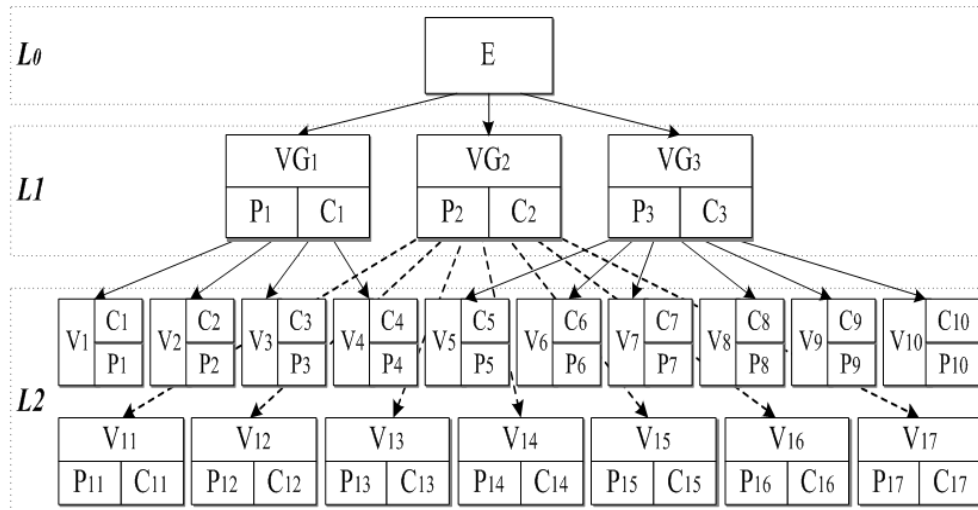 L0
E
L1
VG1
P1 C1
VG2
P2 C2
VG3
P3 C3
L2
V1 C1 P1
V2 C2 P2
V3 C3 P3
V4 C4 P4
V5 C5 P5
V6 C6 P6
V7 C7 P7
V8 C8 P8
V9 C9 P9
V10 C10 P10
V11
P11 C11
V12
P12 C12
V13
P13 C13
V14
P14 C14
V15
P15 C15
V16
P16 C16
V17
P17 C17